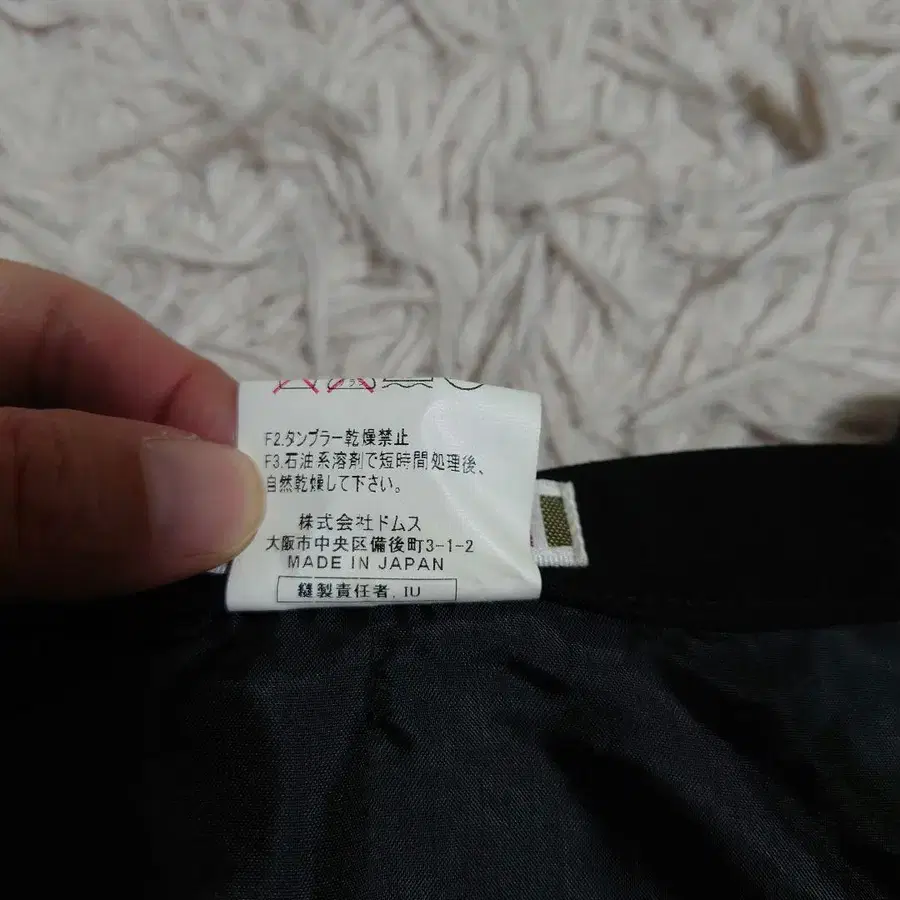 F2.タンブラー乾燥禁止
F3.石油系溶剤で短時間処理後、
自然乾燥して下さい。
株式会社ドムス
大阪市中央区備後町3-1-2
MADE IN JAPAN
縫製責任者. IU